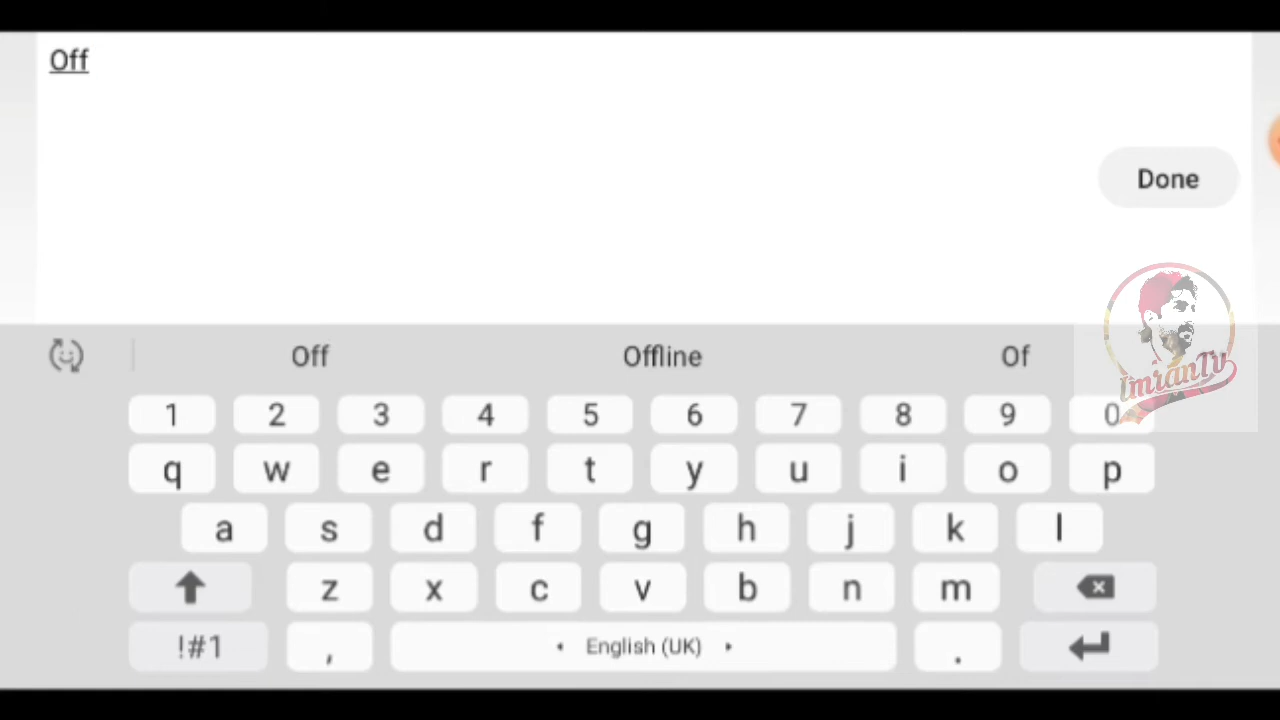 Off
Done
Off Offline Of
ImranTv
1 2 3 4 5 6 7 8 9 0
q w e r t y u i o p
a s d f g h j k l
z x c v b n m
!#1 , English (UK) .